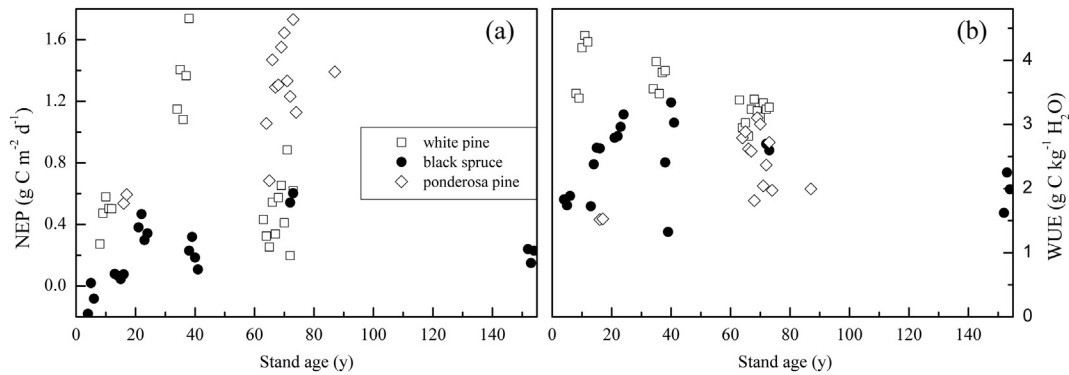 (a)
NEP (g C m⁻² d⁻¹)
1.6
1.2
0.8
0.4
0.0
white pine
black spruce
ponderosa pine
0 20 40 60 80 100 120 140
Stand age (y)
(b)
4
3
2
1
0
WUE (g C kg⁻¹ H₂O)
0 20 40 60 80 100 120 140
Stand age (y)